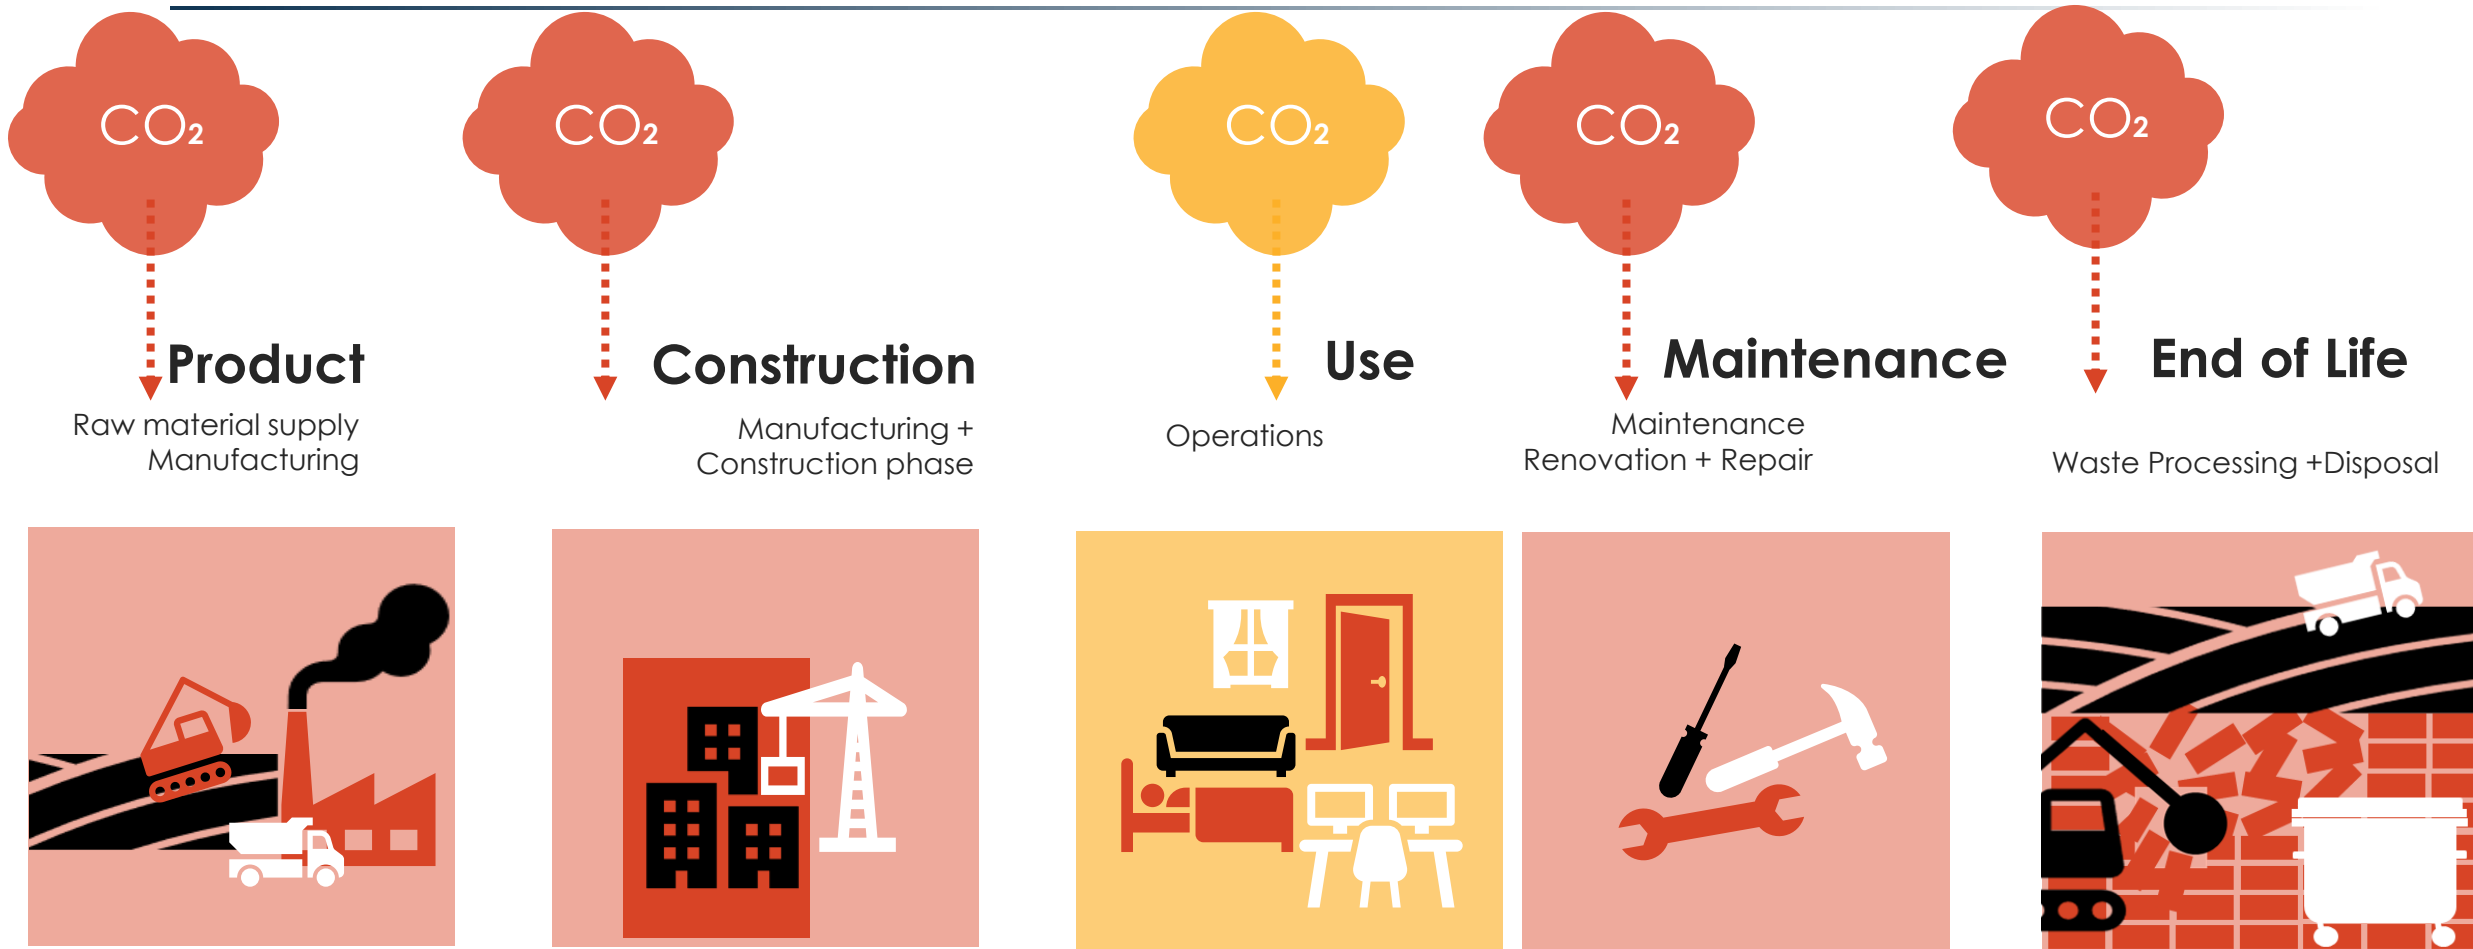 CO₂
CO₂
CO₂
CO₂
CO₂
Product
Raw material supply
Manufacturing
Construction
Manufacturing +
Construction phase
Use
Operations
Maintenance
Maintenance
Renovation + Repair
End of Life
Waste Processing +Disposal